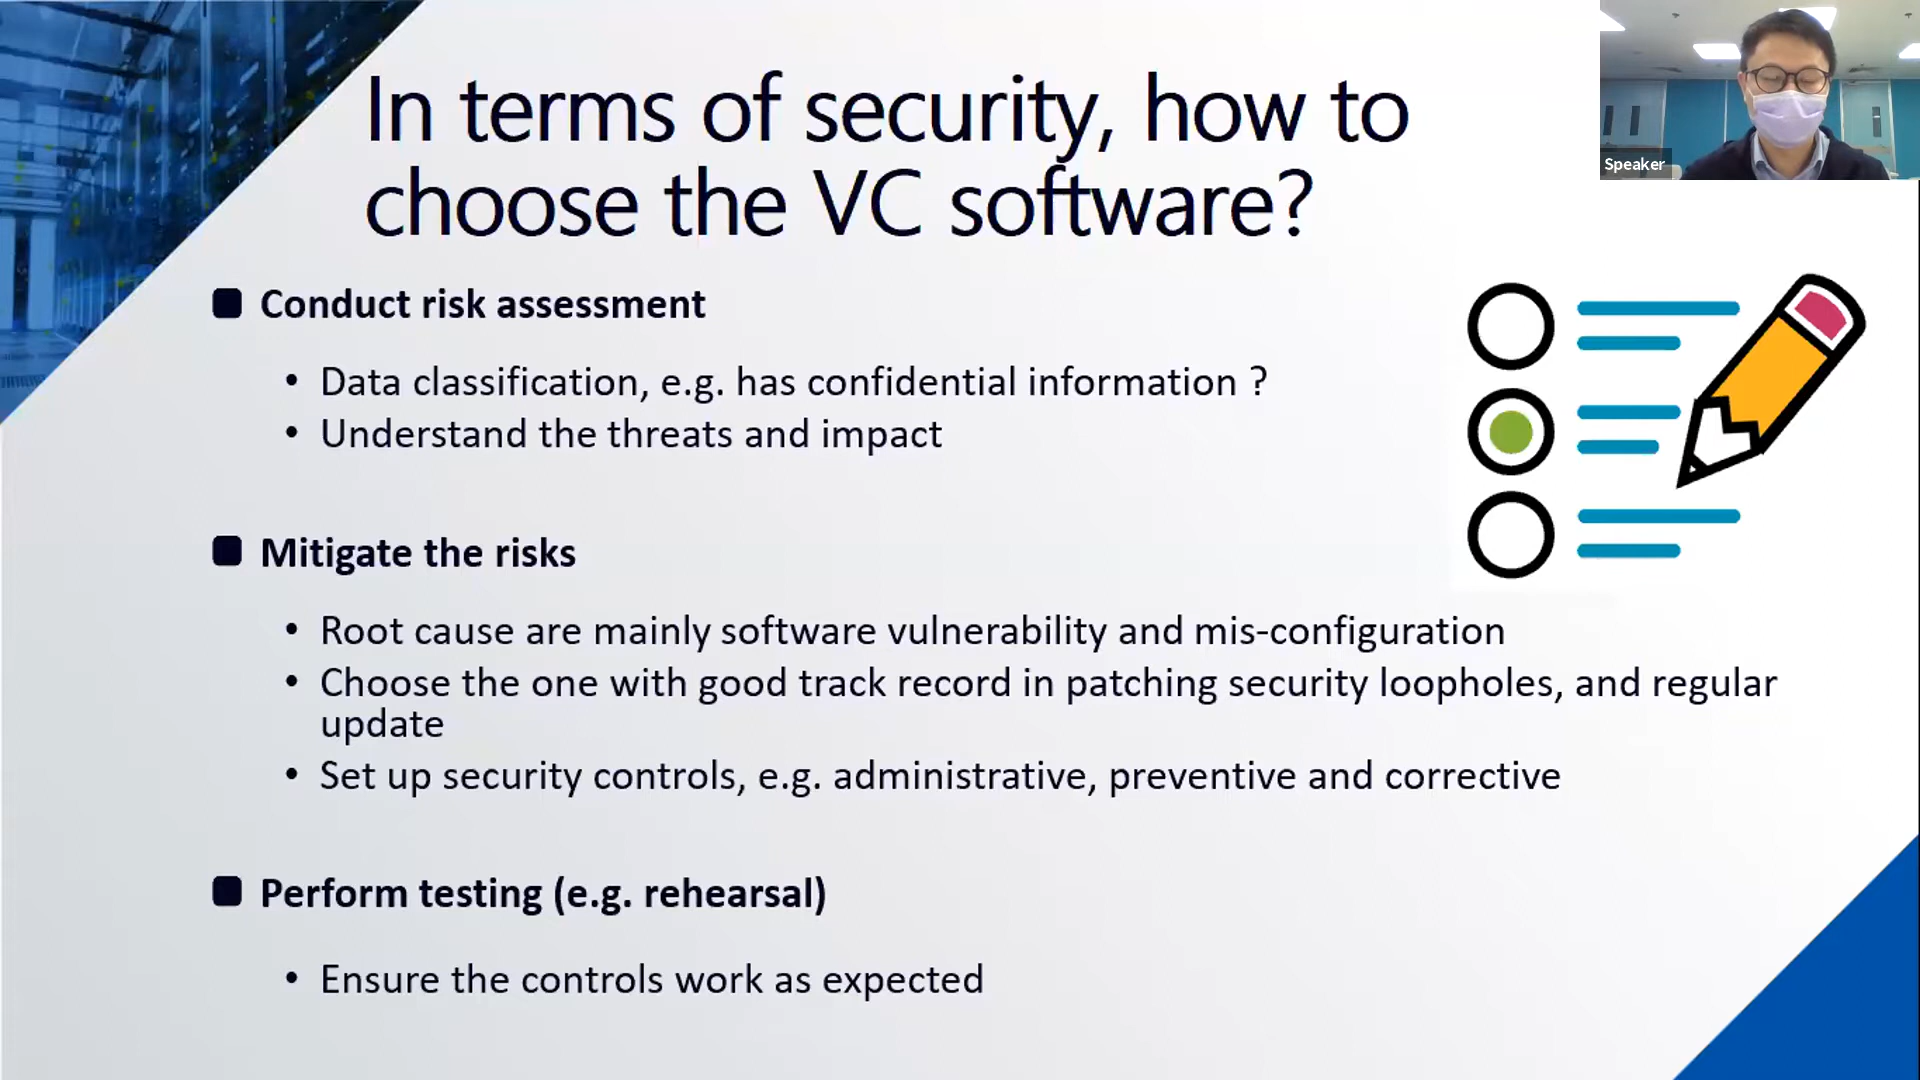 In terms of security, how to
choose the VC software?
Speaker
Conduct risk assessment
• Data classification, e.g. has confidential information ?
• Understand the threats and impact
Mitigate the risks
• Root cause are mainly software vulnerability and mis-configuration
• Choose the one with good track record in patching security loopholes, and regular
update
• Set up security controls, e.g. administrative, preventive and corrective
Perform testing (e.g. rehearsal)
• Ensure the controls work as expected